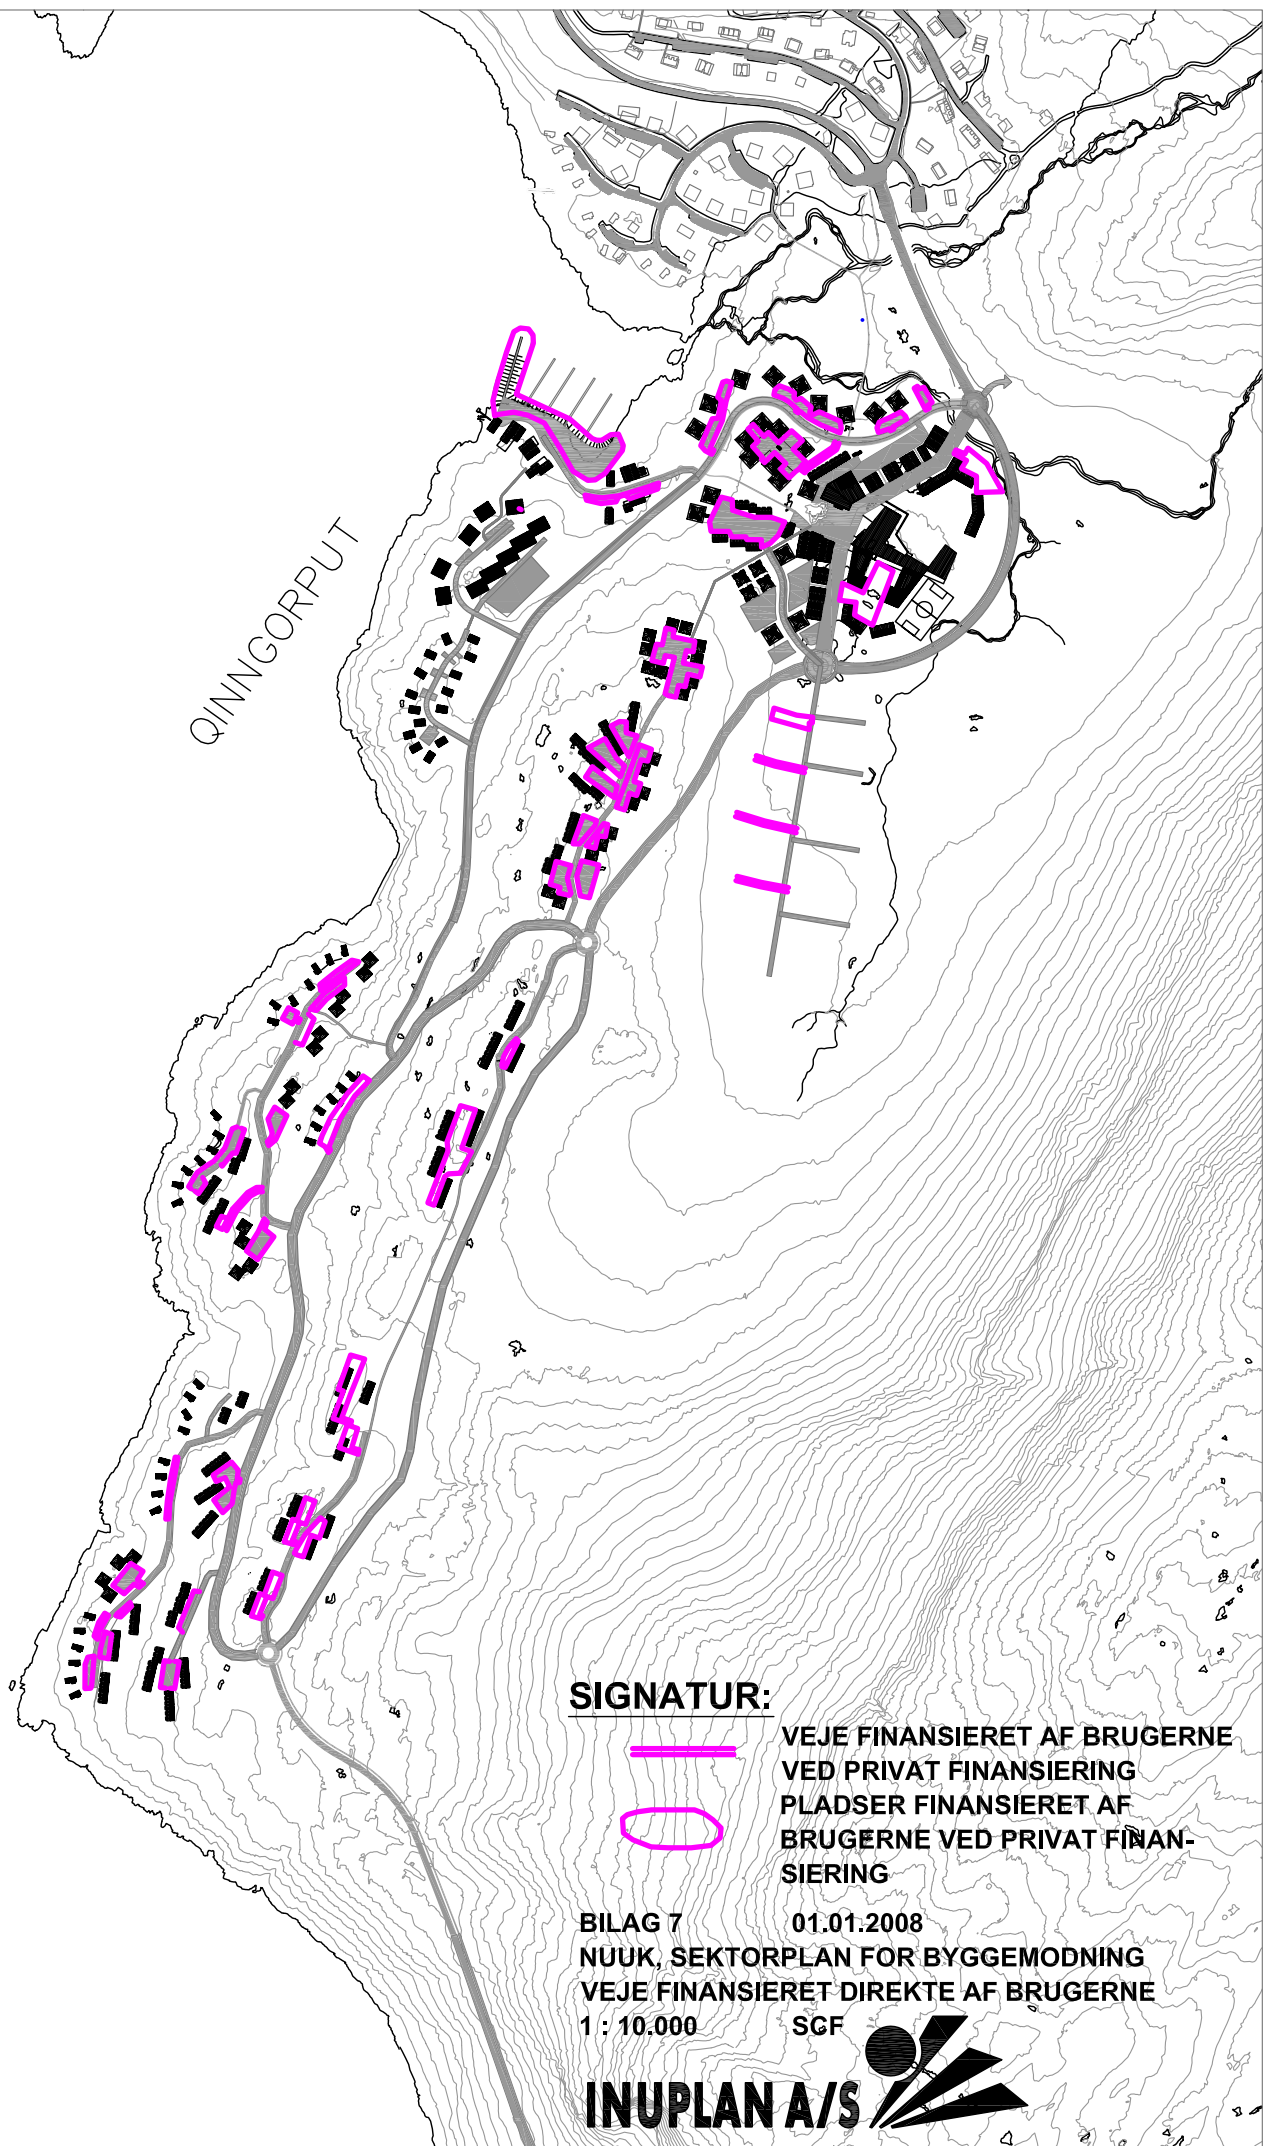 QINNGORPUT
SIGNATUR:
VEJE FINANSIERET AF BRUGERNE
VED PRIVAT FINANSIERING
PLADSER FINANSIERET AF
BRUGERNE VED PRIVAT FINAN-
SIERING
BILAG 7 01.01.2008
NUUK, SEKTORPLAN FOR BYGGEMODNING
VEJE FINANSIERET DIREKTE AF BRUGERNE
1 : 10.000 SCF
INUPLAN A/S